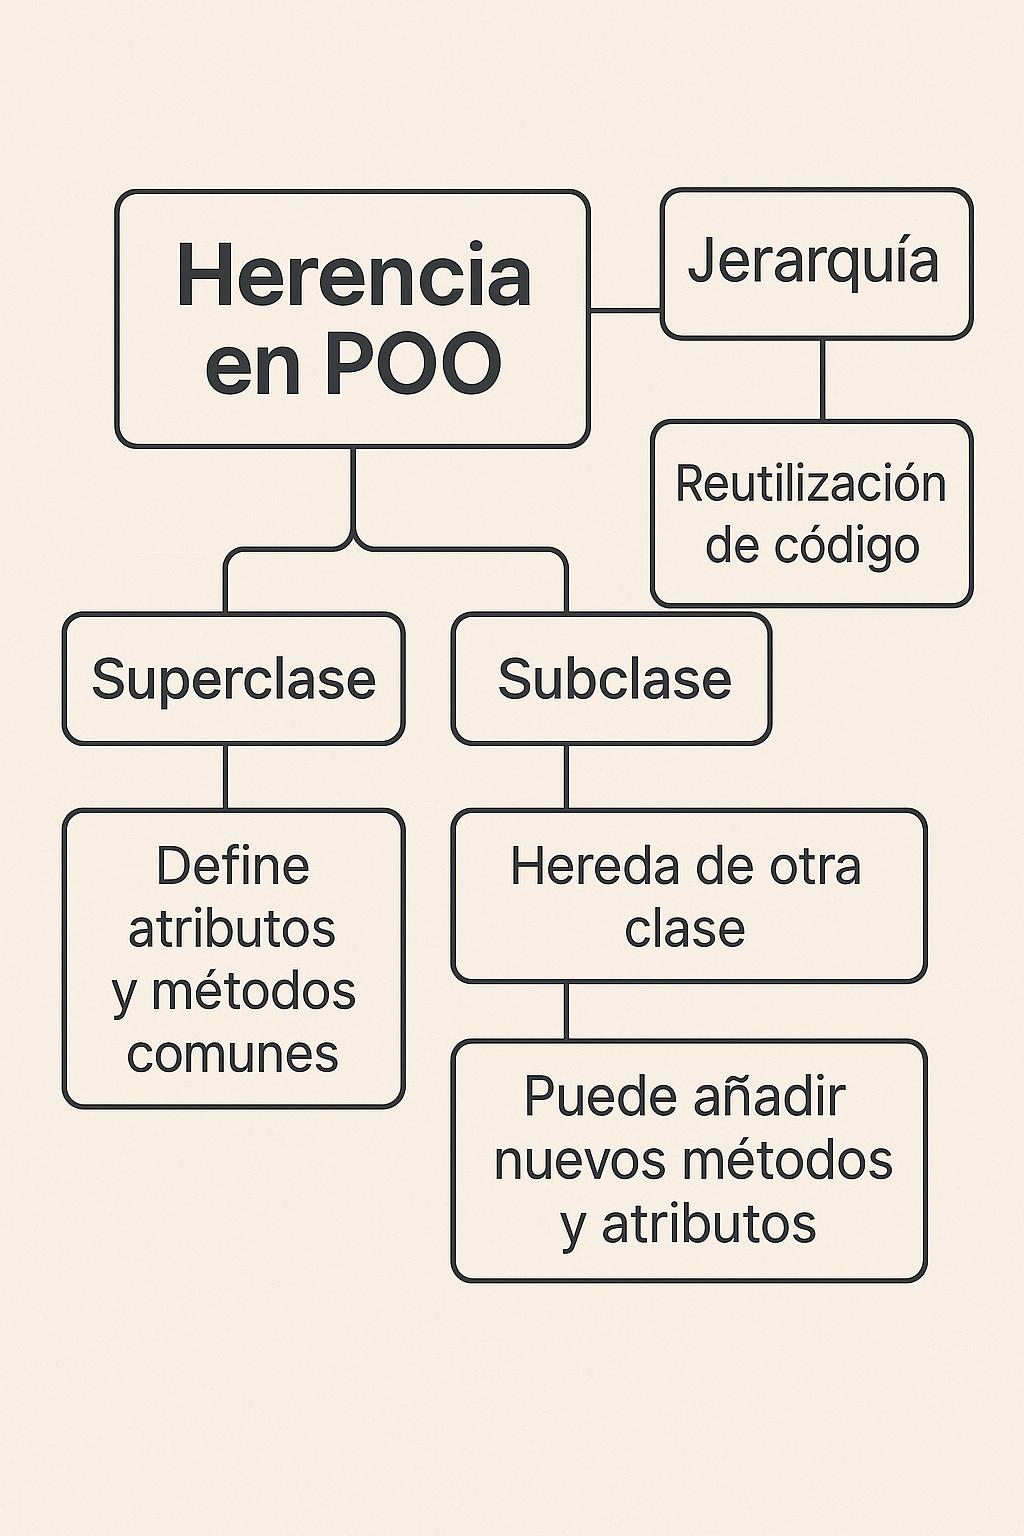 Herencia
en POO
Jerarquía
Reutilización
de código
Superclase
Subclase
Define
atributos
y métodos
comunes
Hereda de otra
clase
Puede añadir
nuevos métodos
y atributos